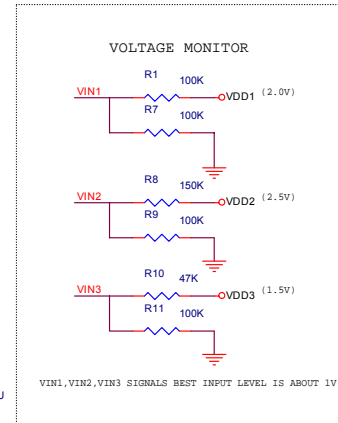 VOLTAGE MONITOR
R1 100K
VIN1 VDD1 (2.0V)
R7 100K
R8 150K
VIN2 VDD2 (2.5V)
R9 100K
R10 47K
VIN3 VDD3 (1.5V)
R11 100K
VIN1,VIN2,VIN3 SIGNALS BEST INPUT LEVEL IS ABOUT 1V
U